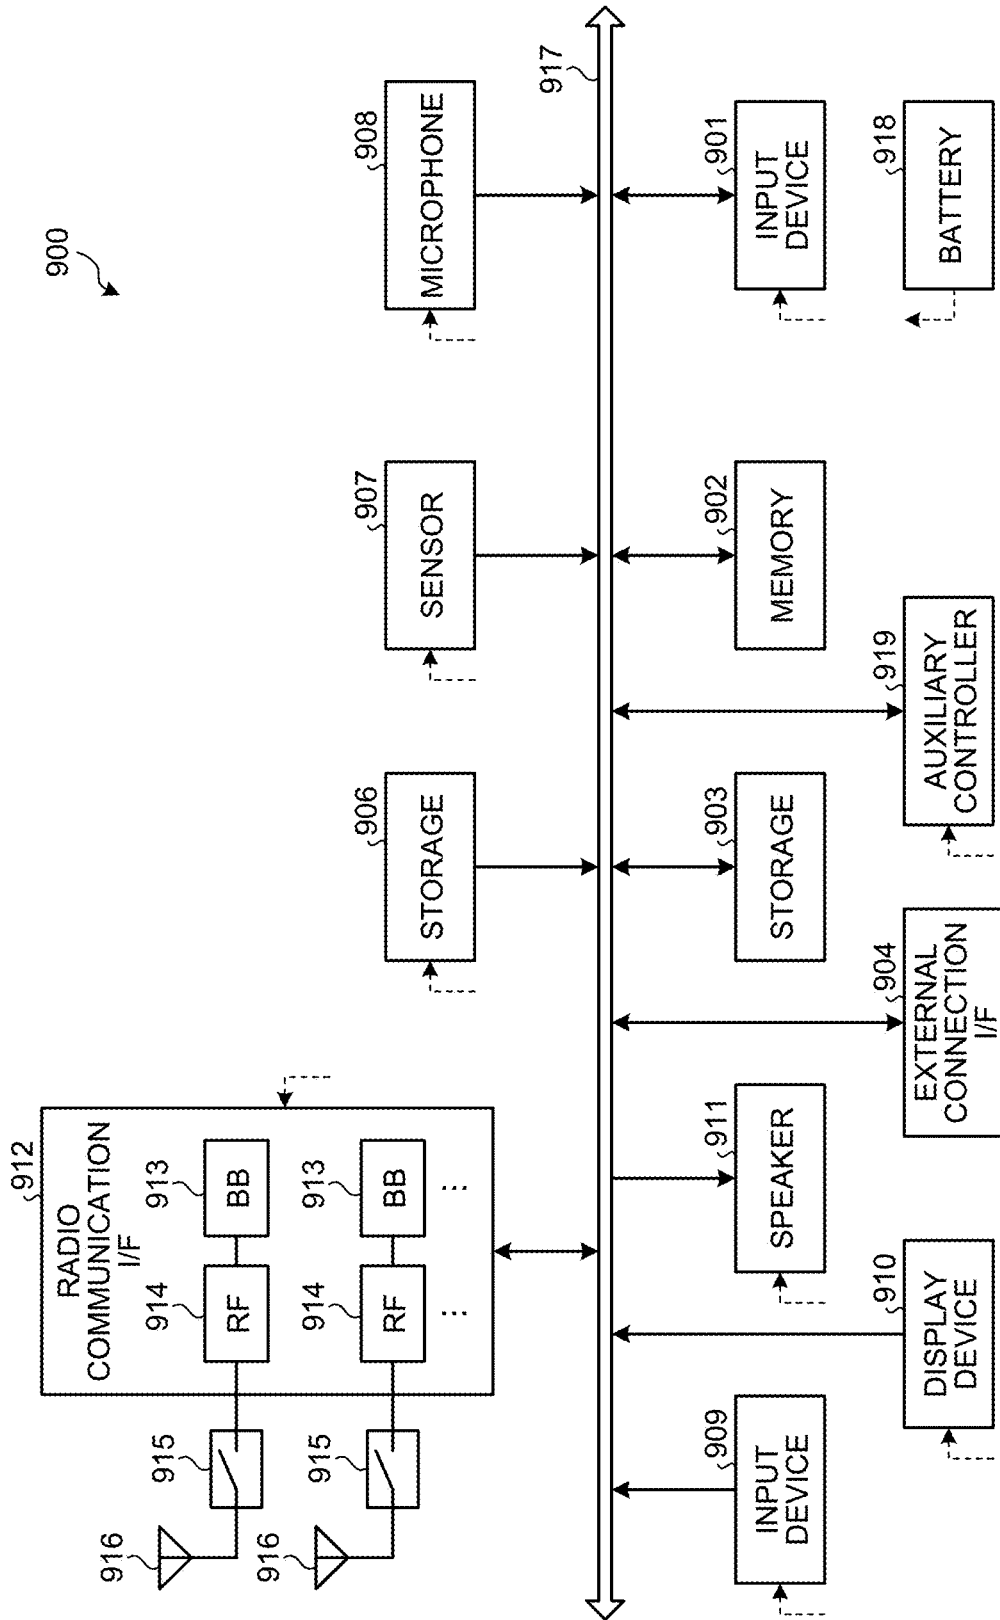 900
912
RADIO
COMMUNICATION
I/F
916
915
914
RF
913
BB
916
915
914
RF
913
BB
...
...
906
STORAGE
907
SENSOR
908
MICROPHONE
917
909
INPUT
DEVICE
911
SPEAKER
903
STORAGE
902
MEMORY
901
INPUT
DEVICE
910
DISPLAY
DEVICE
904
EXTERNAL
CONNECTION
I/F
919
AUXILIARY
CONTROLLER
918
BATTERY